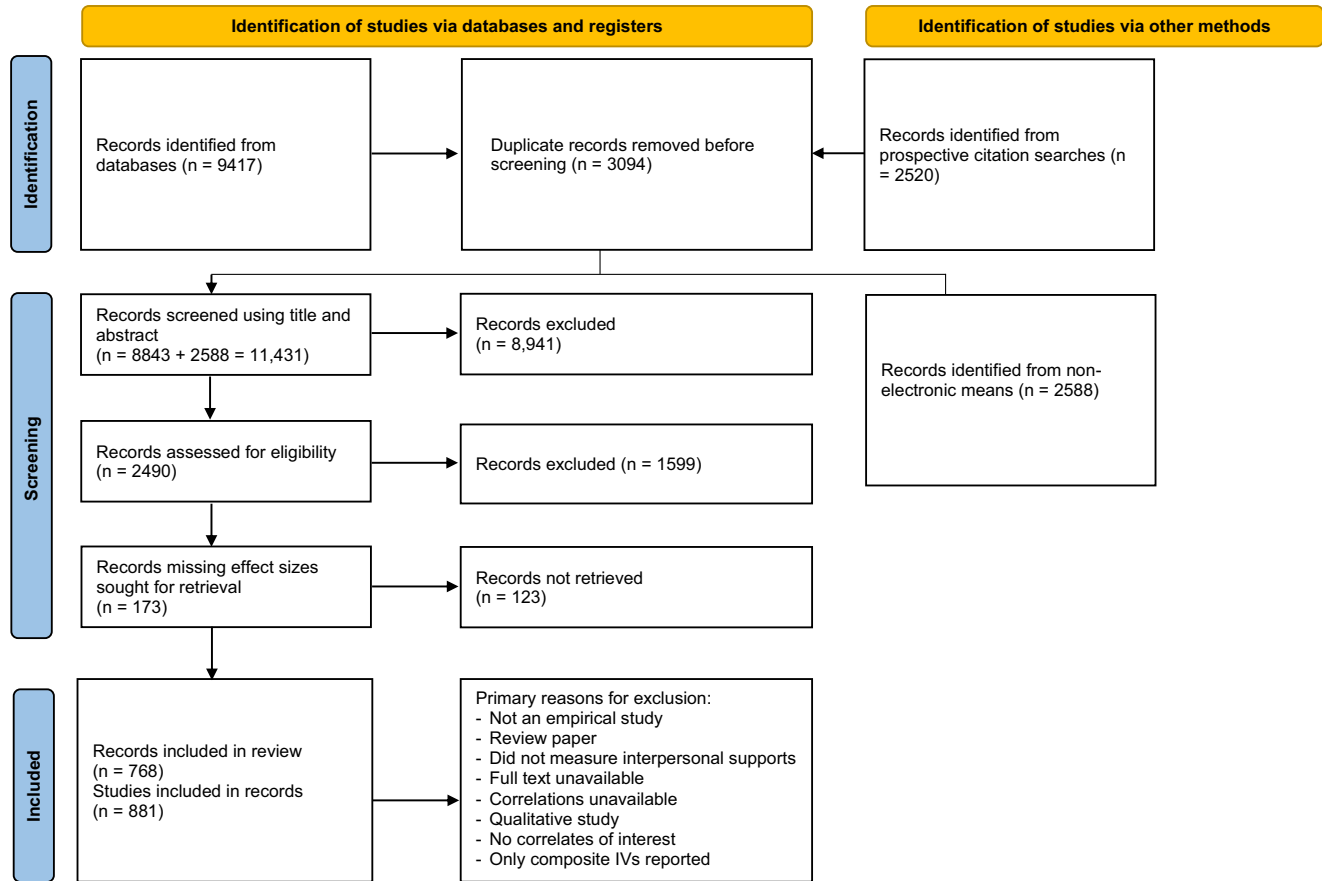 Identification of studies via databases and registers
Identification of studies via other methods
Identification
Records identified from
databases (n = 9417)
Duplicate records removed before
screening (n = 3094)
Records identified from
prospective citation searches (n
= 2520)
Screening
Records screened using title and
abstract
(n = 8843 + 2588 = 11,431)
Records excluded
(n = 8,941)
Records identified from non-
electronic means (n = 2588)
Records assessed for eligibility
(n = 2490)
Records excluded (n = 1599)
Records missing effect sizes
sought for retrieval
(n = 173)
Records not retrieved
(n = 123)
Included
Records included in review
(n = 768)
Studies included in records
(n = 881)
Primary reasons for exclusion:
- Not an empirical study
- Review paper
- Did not measure interpersonal supports
- Full text unavailable
- Correlations unavailable
- Qualitative study
- No correlates of interest
- Only composite IVs reported